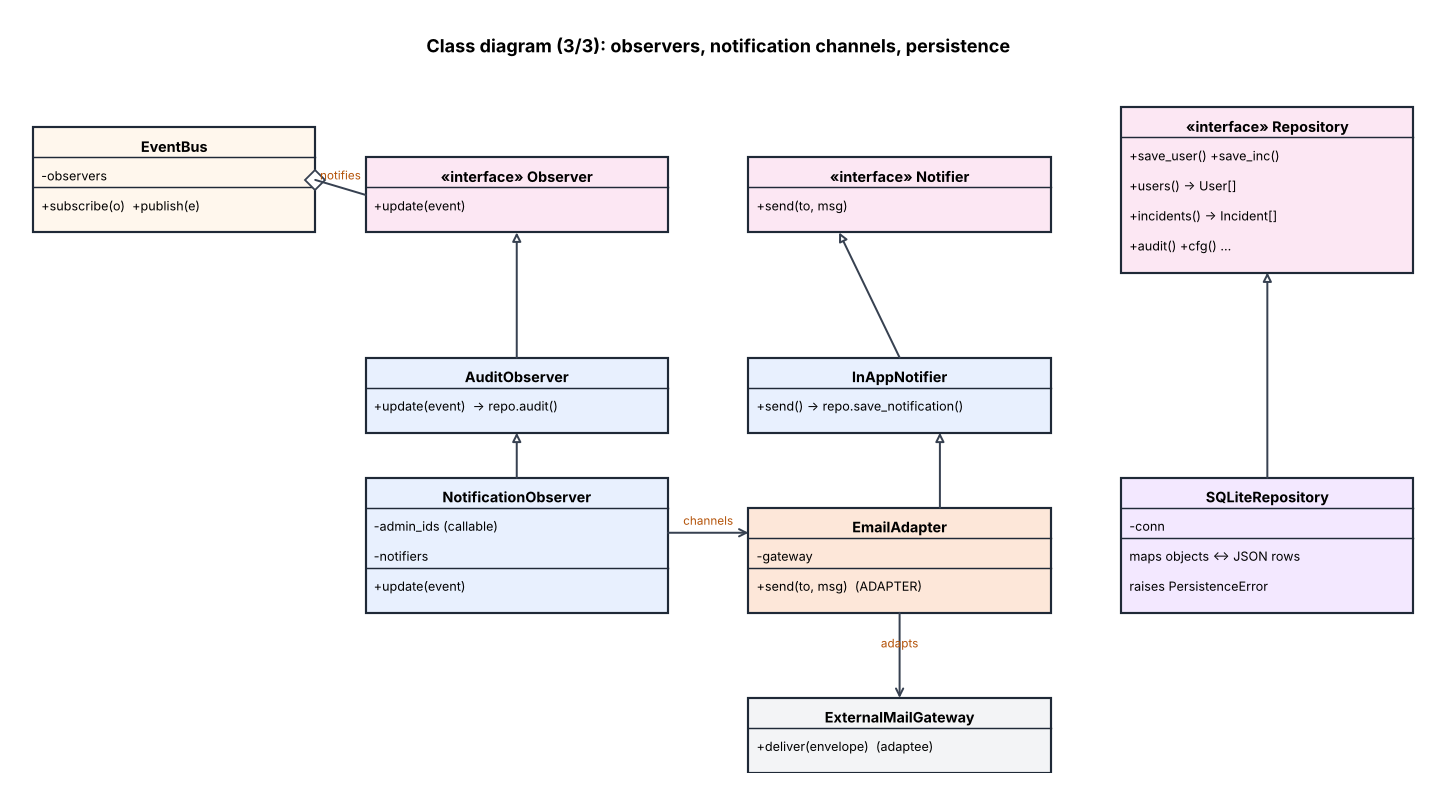 Class diagram (3/3): observers, notification channels, persistence
EventBus
-observers
+subscribe(o)  +publish(e)
notifies
«interface» Observer
+update(event)
«interface» Notifier
+send(to, msg)
«interface» Repository
+save_user() +save_inc()
+users() → User[]
+incidents() → Incident[]
+audit() +cfg() ...
AuditObserver
+update(event)  → repo.audit()
InAppNotifier
+send() → repo.save_notification()
NotificationObserver
-admin_ids (callable)
-notifiers
+update(event)
channels
EmailAdapter
-gateway
+send(to, msg)  (ADAPTER)
SQLiteRepository
-conn
maps objects ↔ JSON rows
raises PersistenceError
adapts
ExternalMailGateway
+deliver(envelope)  (adaptee)